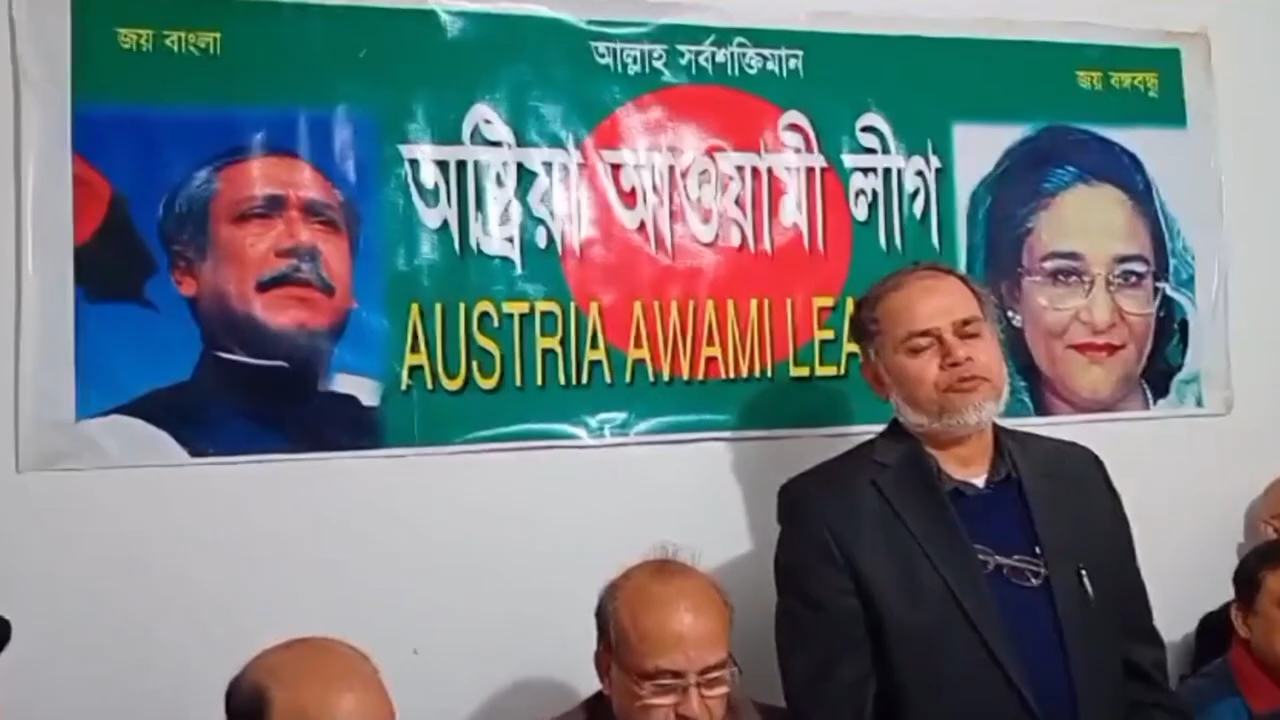 জয় বাংলা
আল্লাহ সর্বশক্তিমান
জয় বঙ্গবন্ধু
অষ্ট্রিয়া আওয়ামী লীগ
AUSTRIA AWAMI LEA